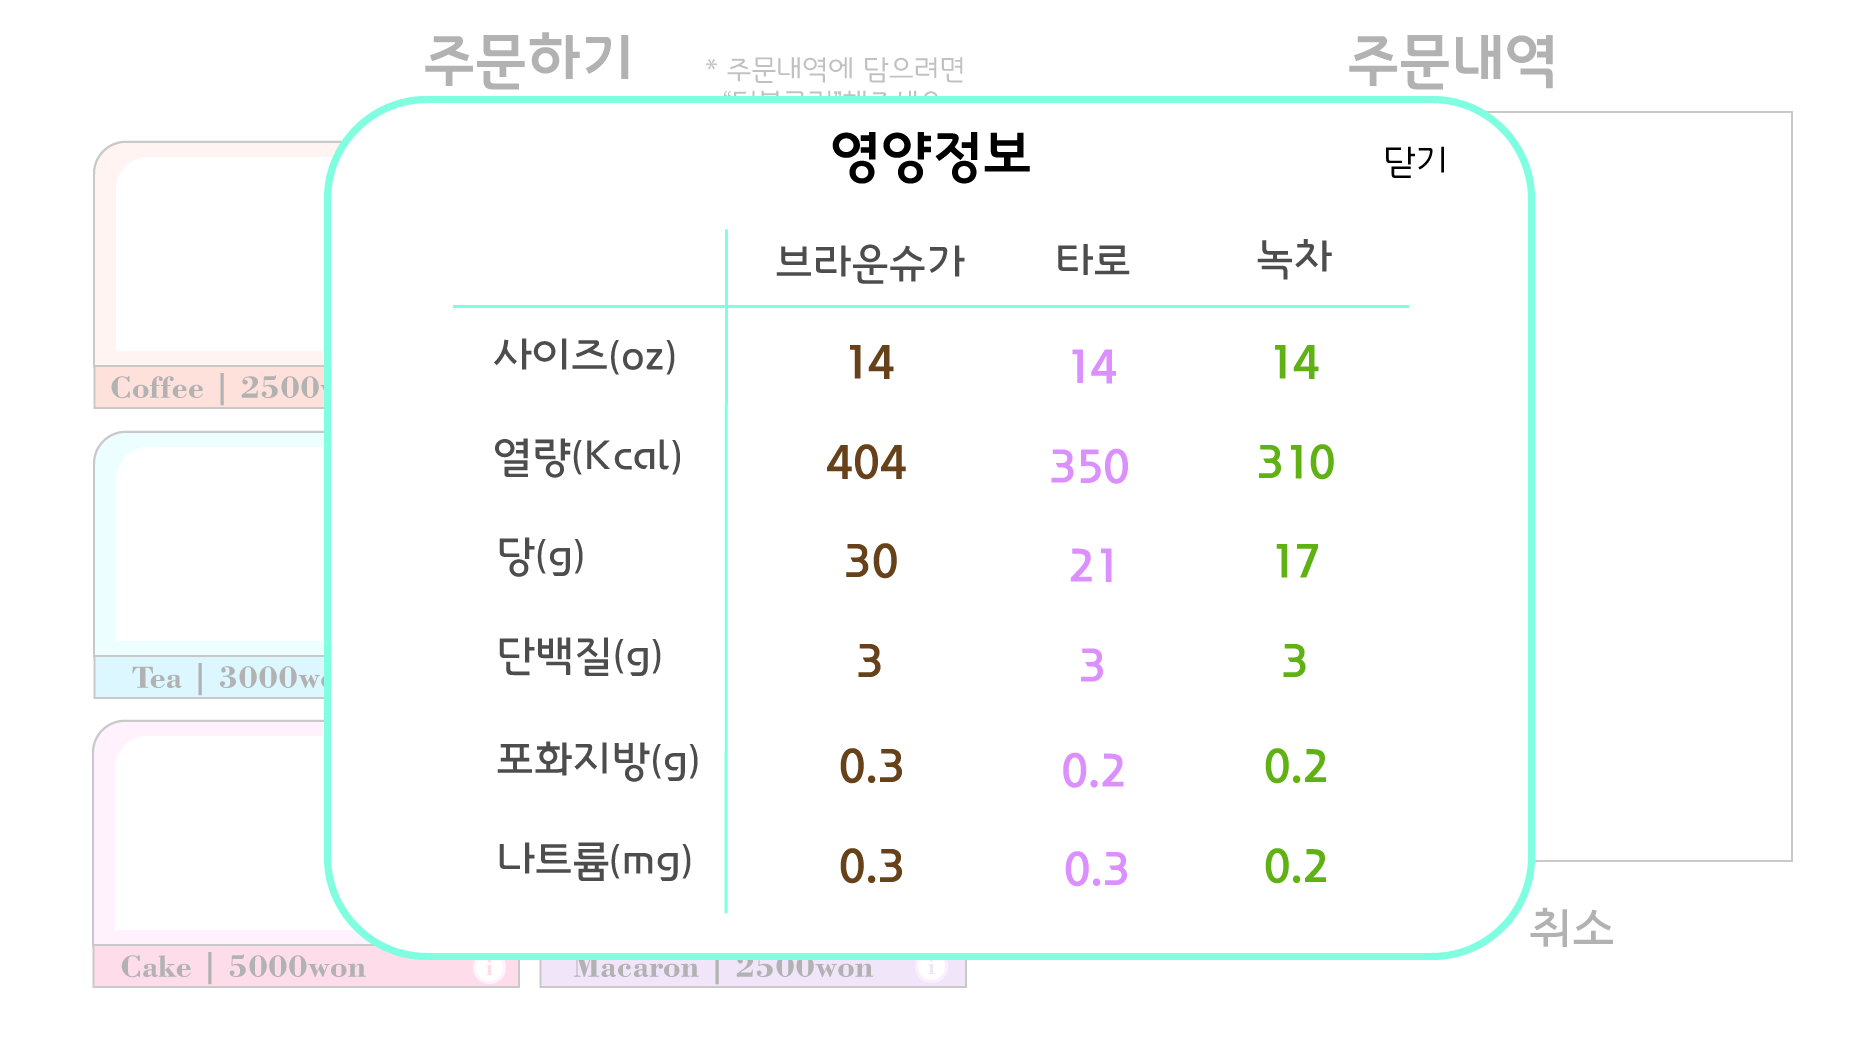 주문하기
* 주문내역에 담으려면
주문내역
영양정보
닫기
브라운슈가 타로 녹차
사이즈(oz) 14 14 14
열량(Kcal) 404 350 310
당(g) 30 21 17
단백질(g) 3 3 3
포화지방(g) 0.3 0.2 0.2
나트륨(mg) 0.3 0.3 0.2
Coffee | 2500
Tea | 3000wo
Cake | 5000won i
Macaron | 2500won i
취소